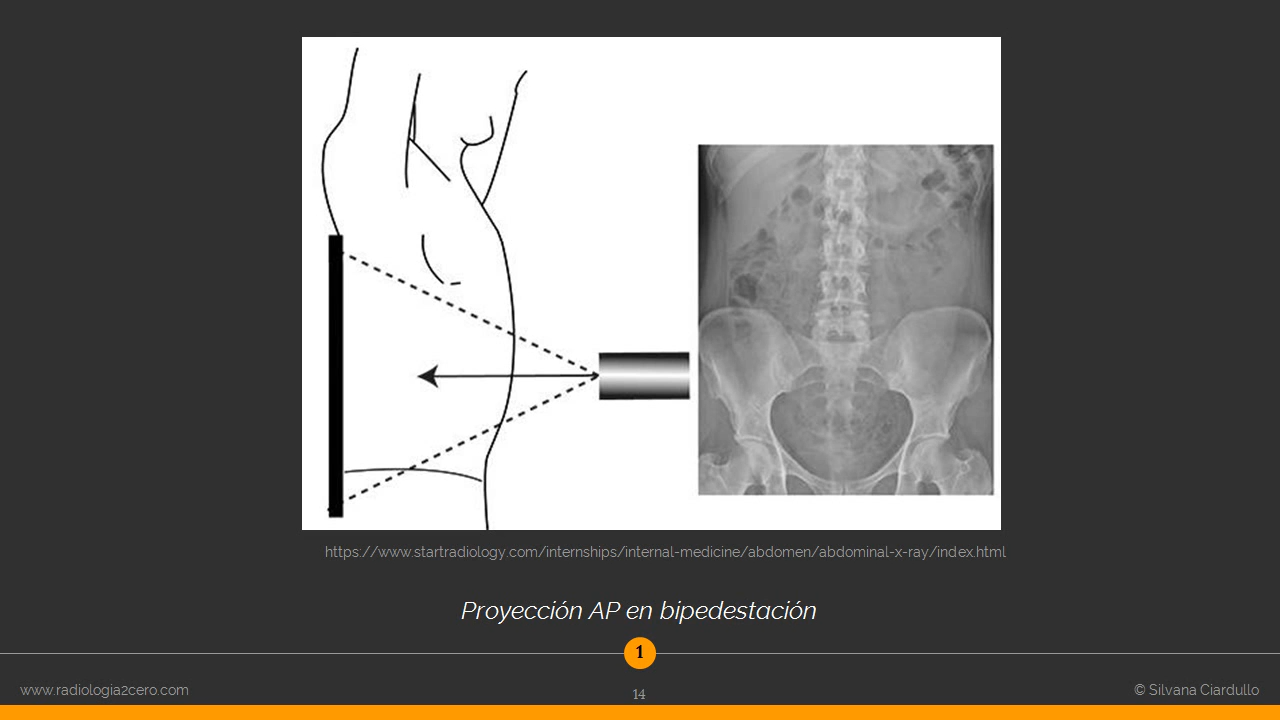 https://www.startradiology.com/internships/internal-medicine/abdomen/abdominal-x-ray/index.html
Proyección AP en bipedestación
1
www.radiologia2cero.com
14
© Silvana Ciardullo